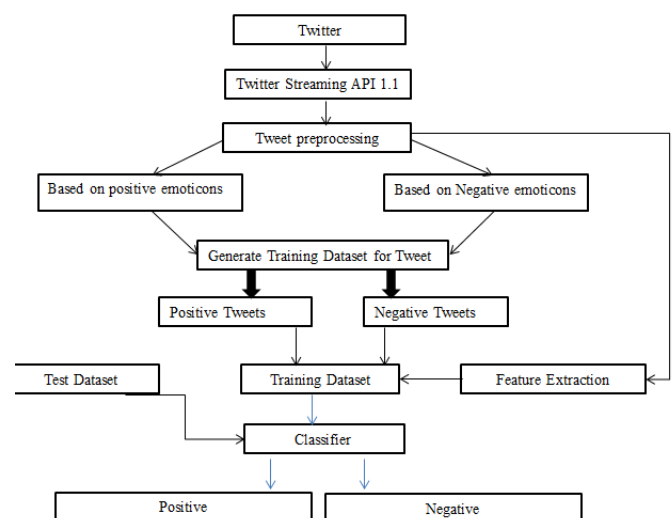 Twitter
Twitter Streaming API 1.1
Tweet preprocessing
Based on positive emoticons
Based on Negative emoticons
Generate Training Dataset for Tweet
Positive Tweets
Negative Tweets
Test Dataset
Training Dataset
Feature Extraction
Classifier
Positive
Negative